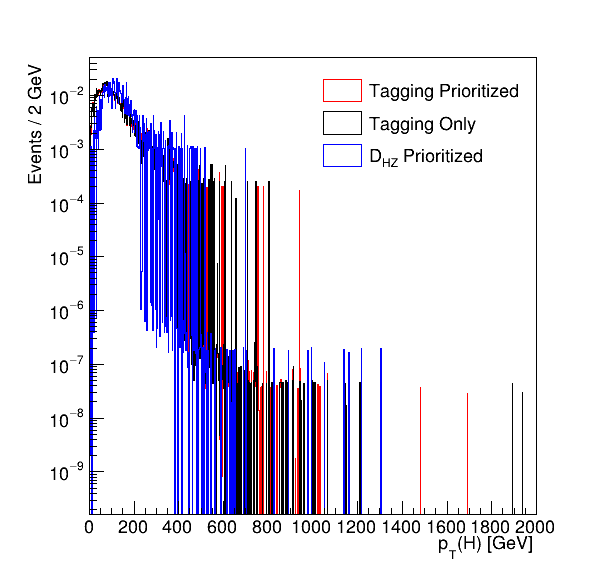 Events / 2 GeV
Tagging Prioritized
Tagging Only
D_HZ Prioritized
10^-2
10^-3
10^-4
10^-5
10^-6
10^-7
10^-8
10^-9
0 200 400 600 800 1000 1200 1400 1600 1800 2000
p_T(H) [GeV]